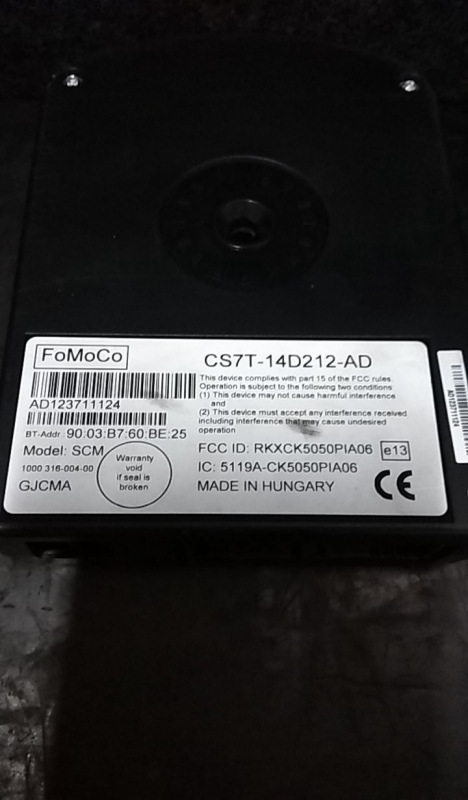 FoMoCo
CS7T-14D212-AD
This device complies with part 15 of the FCC rules
Operation is subject to the following two conditions
(1) This device may not cause harmful interference
and
(2) This device must accept any interference received
including interference that may cause undesired
operation
AD123711124
BT-Addr: 90:03:B7:60:BE:25
Model: SCM
1000 316-004-00
GJCMA
Warranty
void
if seal is
broken
FCC ID: RKXCK5050PIA06
e13
IC: 5119A-CK5050PIA06
MADE IN HUNGARY
CE
AD123711124